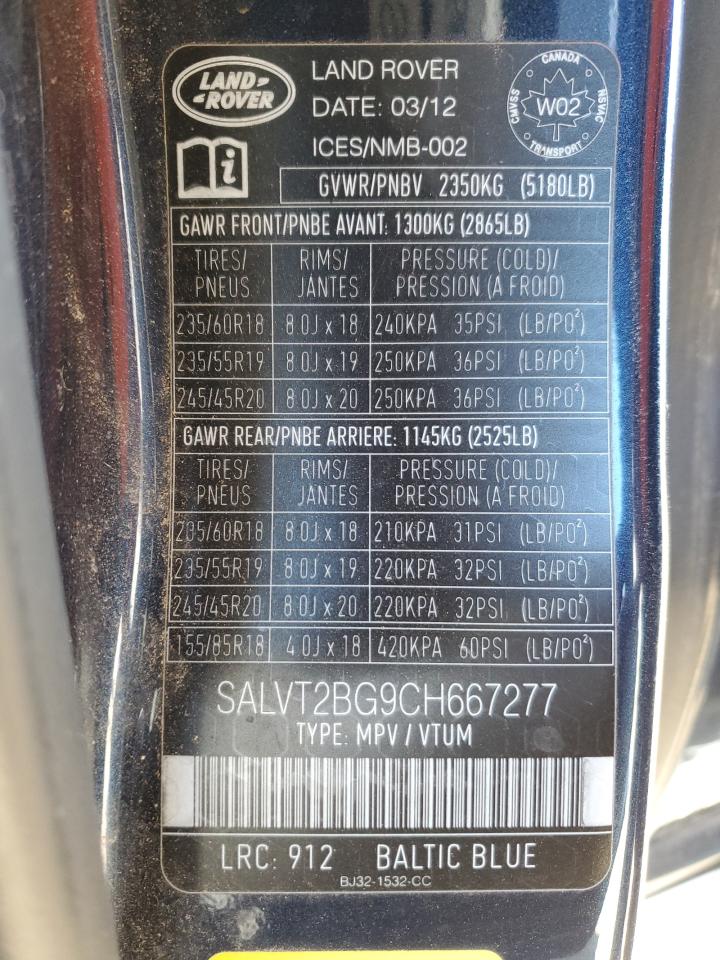 LAND-
-ROVER
LAND ROVER
DATE: 03/12
ICES/NMB-002
CANADA
CMVSS
NSVAC
W02
TRANSPORT
i
GVWR/PNBV 2350KG (5180LB)
GAWR FRONT/PNBE AVANT: 1300KG (2865LB)
TIRES/ RIMS/ PRESSURE (COLD)/
PNEUS JANTES PRESSION (A FROID)
235/60R18 8.0J x 18 240KPA 35PSI (LB/PO²)
235/55R19 8.0J x 19 250KPA 36PSI (LB/PO²)
245/45R20 8.0J x 20 250KPA 36PSI (LB/PO²)
GAWR REAR/PNBE ARRIERE: 1145KG (2525LB)
TIRES/ RIMS/ PRESSURE (COLD)/
PNEUS JANTES PRESSION (A FROID)
235/60R18 8.0J x 18 210KPA 31PSI (LB/PO²)
235/55R19 8.0J x 19 220KPA 32PSI (LB/PO²)
245/45R20 8.0J x 20 220KPA 32PSI (LB/PO²)
155/85R18 4.0J x 18 420KPA 60PSI (LB/PO²)
SALVT2BG9CH667277
TYPE: MPV / VTUM
LRC: 912 BALTIC BLUE
BJ32-1532-CC